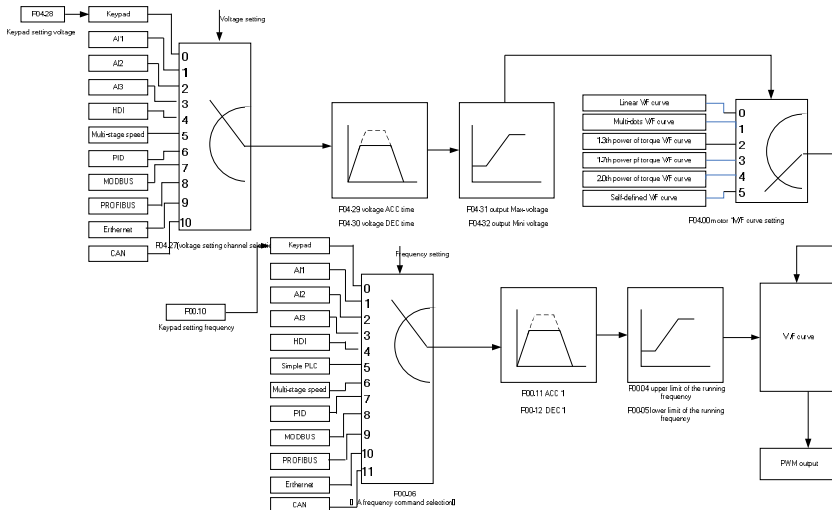 F04.28
Keypad
Keypad setting voltage
AI1
AI2
AI3
HDI
Multi-stage speed
PID
MODBUS
PROFIBUS
Erthernet
CAN
Voltage setting
0
1
2
3
4
5
6
7
8
9
10
F04.27(voltage setting channel selection
F04-29 voltage ACC time
F04-30 voltage DEC time
F04-31 output Max-voltage
F04-32 output Mini voltage
Linear V/F curve
Multi-dots V/F curve
1.3th power of torque V/F curve
1.7th power pf torque V/F curve
2.0th power of torque V/F curve
Self-defined V/F curve
0
1
2
3
4
5
F04.00 motor 1V/F curve setting
F00.10
Keypad setting frequency
Keypad
AI1
AI2
AI3
HDI
Simple PLC
Multi-stage speed
PID
MODBUS
PROFIBUS
Erthernet
CAN
Frequency setting
0
1
2
3
4
5
6
7
8
9
10
11
F00-06
A frequency command selection
F00-11 ACC 1
F00-12 DEC 1
F00-04 upper limit of the running
frequency
F00-05 lower limit of the running
frequency
V/F curve
PWM output